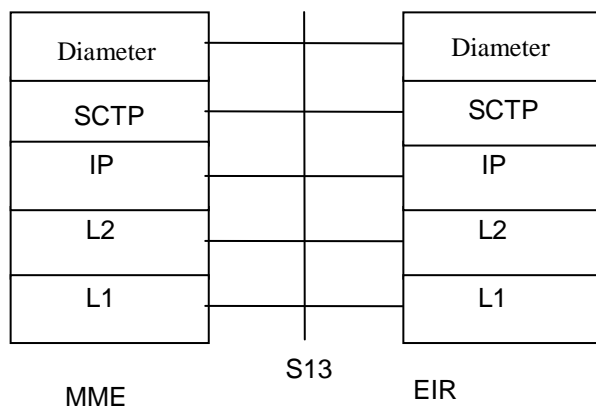 Diameter Diameter
SCTP SCTP
IP IP
L2 L2
L1 L1
S13
MME EIR